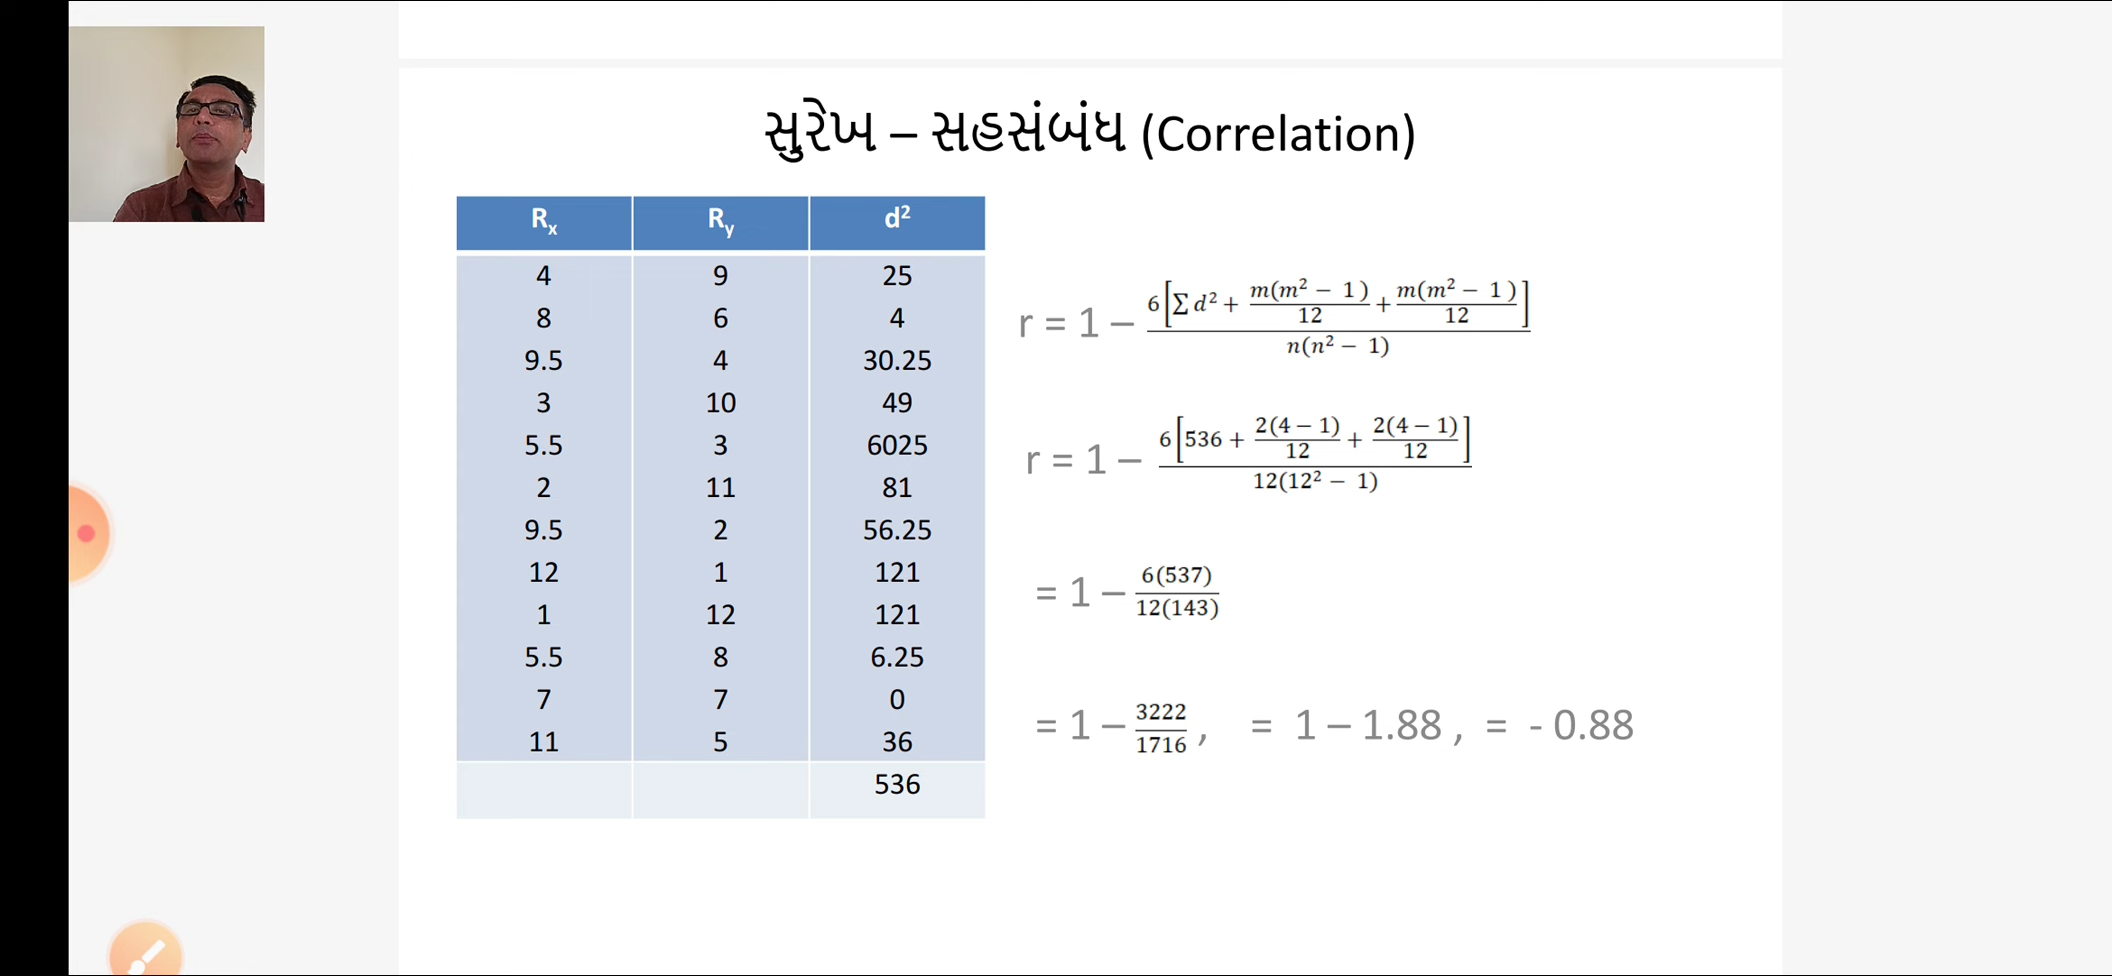 સુરેખ – સહસંબંધ (Correlation)
Rx Ry d²
4 9 25
8 6 4
9.5 4 30.25
3 10 49
5.5 3 6025
2 11 81
9.5 2 56.25
12 1 121
1 12 121
5.5 8 6.25
7 7 0
11 5 36
536
r = 1 – 6[∑ d² + m(m² – 1)/12 + m(m² – 1)/12] / n(n² – 1)
r = 1 – 6[536 + 2(4 – 1)/12 + 2(4 – 1)/12] / 12(12² – 1)
= 1 – 6(537) / 12(143)
= 1 – 3222/1716 , = 1 – 1.88 , = - 0.88